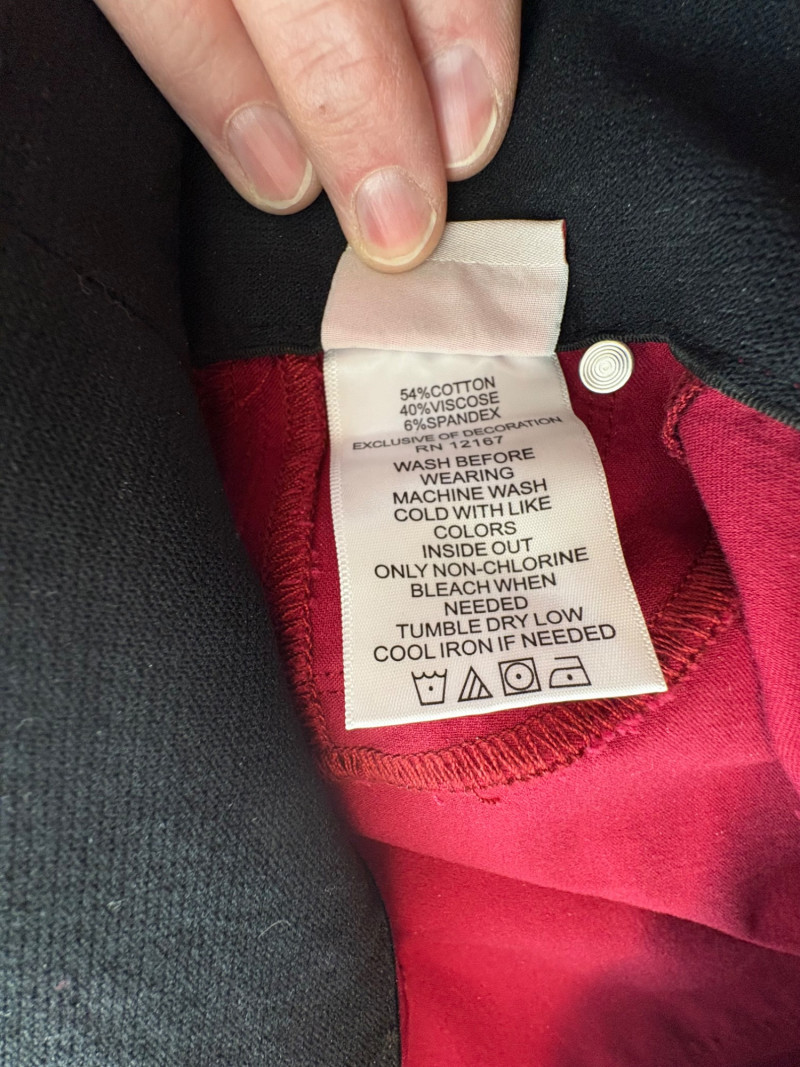 54%COTTON
40%VISCOSE
6%SPANDEX
EXCLUSIVE OF DECORATION
RN 12167
WASH BEFORE
WEARING
MACHINE WASH
COLD WITH LIKE
COLORS
INSIDE OUT
ONLY NON-CHLORINE
BLEACH WHEN
NEEDED
TUMBLE DRY LOW
COOL IRON IF NEEDED